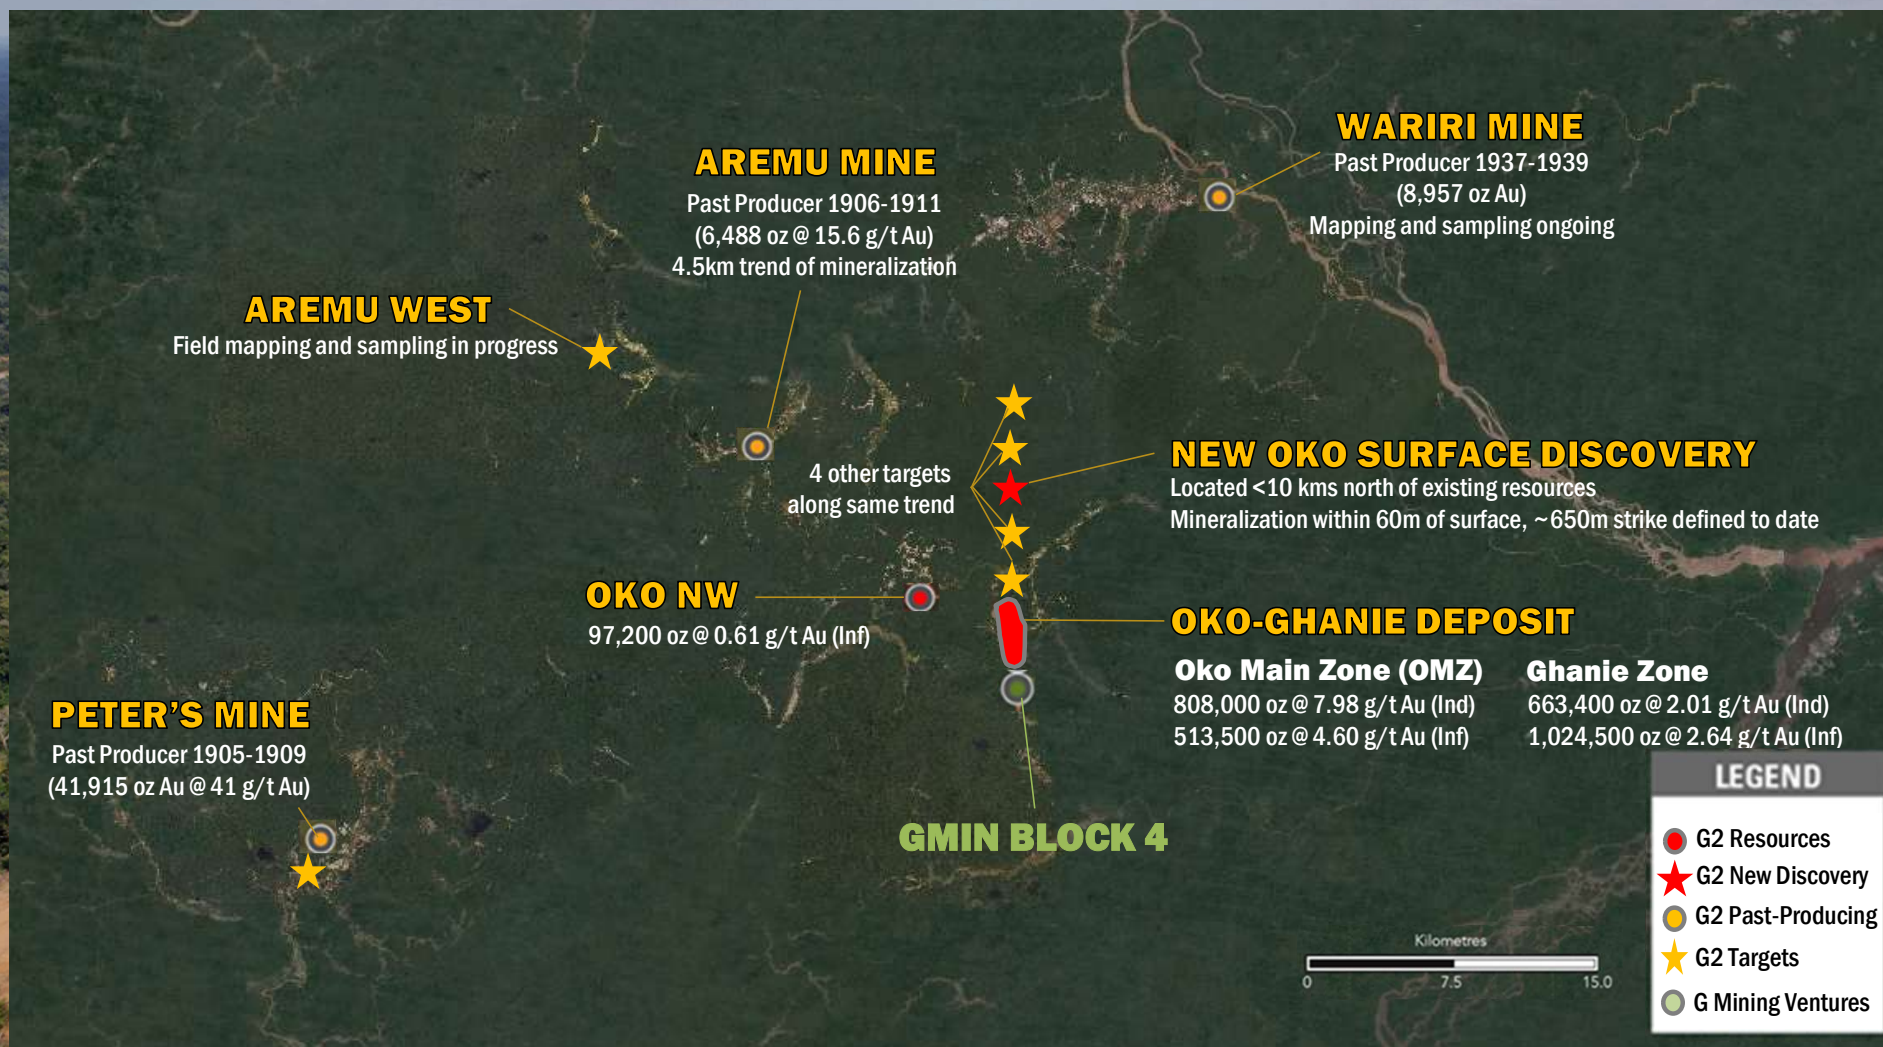 WARIRI MINE
Past Producer 1937-1939
(8,957 oz Au)
Mapping and sampling ongoing
AREMU MINE
Past Producer 1906-1911
(6,488 oz @ 15.6 g/t Au)
4.5km trend of mineralization
AREMU WEST
Field mapping and sampling in progress
4 other targets
along same trend
NEW OKO SURFACE DISCOVERY
Located <10 kms north of existing resources
Mineralization within 60m of surface, ~650m strike defined to date
OKO NW
97,200 oz @ 0.61 g/t Au (Inf)
OKO-GHANIE DEPOSIT
Oko Main Zone (OMZ)
808,000 oz @ 7.98 g/t Au (Ind)
513,500 oz @ 4.60 g/t Au (Inf)
Ghanie Zone
663,400 oz @ 2.01 g/t Au (Ind)
1,024,500 oz @ 2.64 g/t Au (Inf)
PETER'S MINE
Past Producer 1905-1909
(41,915 oz Au @ 41 g/t Au)
GMIN BLOCK 4
Kilometres
0 7.5 15.0
LEGEND
G2 Resources
G2 New Discovery
G2 Past-Producing
G2 Targets
G Mining Ventures